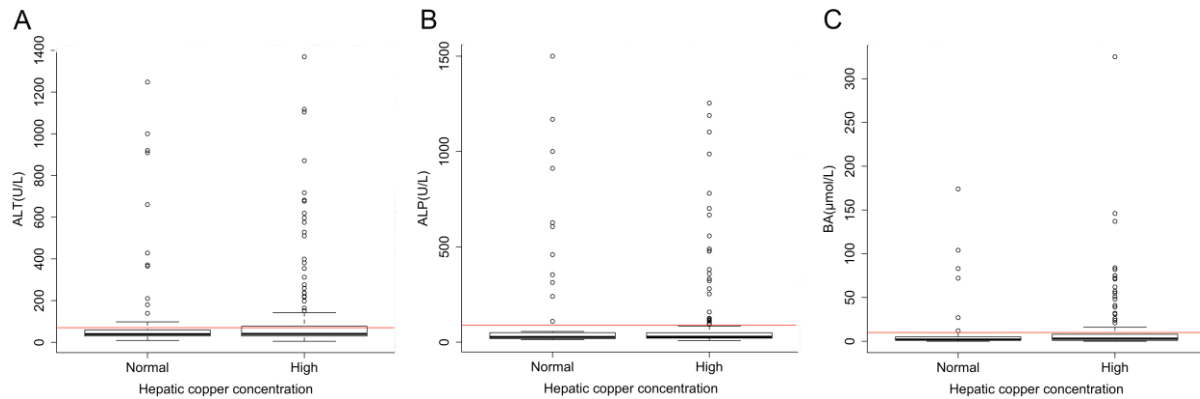 A
ALT(U/L)
1400
1200
1000
800
600
400
200
0
Normal
High
Hepatic copper concentration
B
ALP(U/L)
1500
1000
500
0
Normal
High
Hepatic copper concentration
C
BA(μmol/L)
300
250
200
150
100
50
0
Normal
High
Hepatic copper concentration